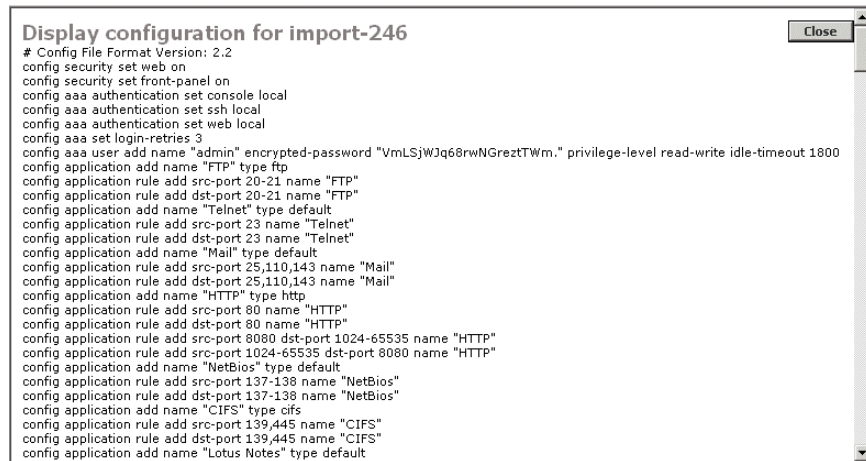 Display configuration for import-246
Close
# Config File Format Version: 2.2
config security set web on
config security set front-panel on
config aaa authentication set console local
config aaa authentication set ssh local
config aaa authentication set web local
config aaa set login-retries 3
config aaa user add name "admin" encrypted-password "VmLSjWJq68rwNGreztTWm." privilege-level read-write idle-timeout 1800
config application add name "FTP" type ftp
config application rule add src-port 20-21 name "FTP"
config application rule add dst-port 20-21 name "FTP"
config application add name "Telnet" type default
config application rule add src-port 23 name "Telnet"
config application rule add dst-port 23 name "Telnet"
config application add name "Mail" type default
config application rule add src-port 25,110,143 name "Mail"
config application rule add dst-port 25,110,143 name "Mail"
config application add name "HTTP" type http
config application rule add src-port 80 name "HTTP"
config application rule add dst-port 80 name "HTTP"
config application rule add src-port 8080 dst-port 1024-65535 name "HTTP"
config application rule add src-port 1024-65535 dst-port 8080 name "HTTP"
config application add name "NetBios" type default
config application rule add src-port 137-138 name "NetBios"
config application rule add dst-port 137-138 name "NetBios"
config application add name "CIFS" type cifs
config application rule add src-port 139,445 name "CIFS"
config application rule add dst-port 139,445 name "CIFS"
config application add name "Lotus Notes" type default